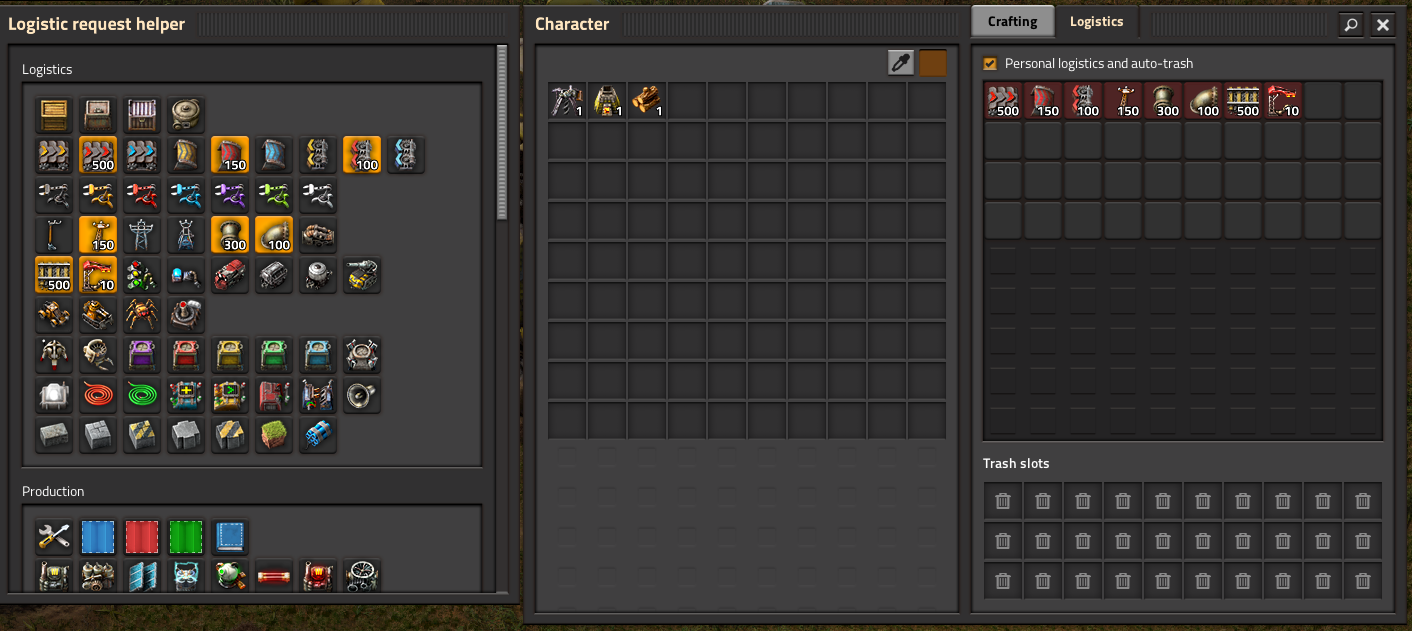 Logistic request helper
Logistics
500 150 100
150 300 100
500 10
Production
Character
1 1 1
Crafting Logistics
Personal logistics and auto-trash
500 150 100 150 300 100 500 10
Trash slots